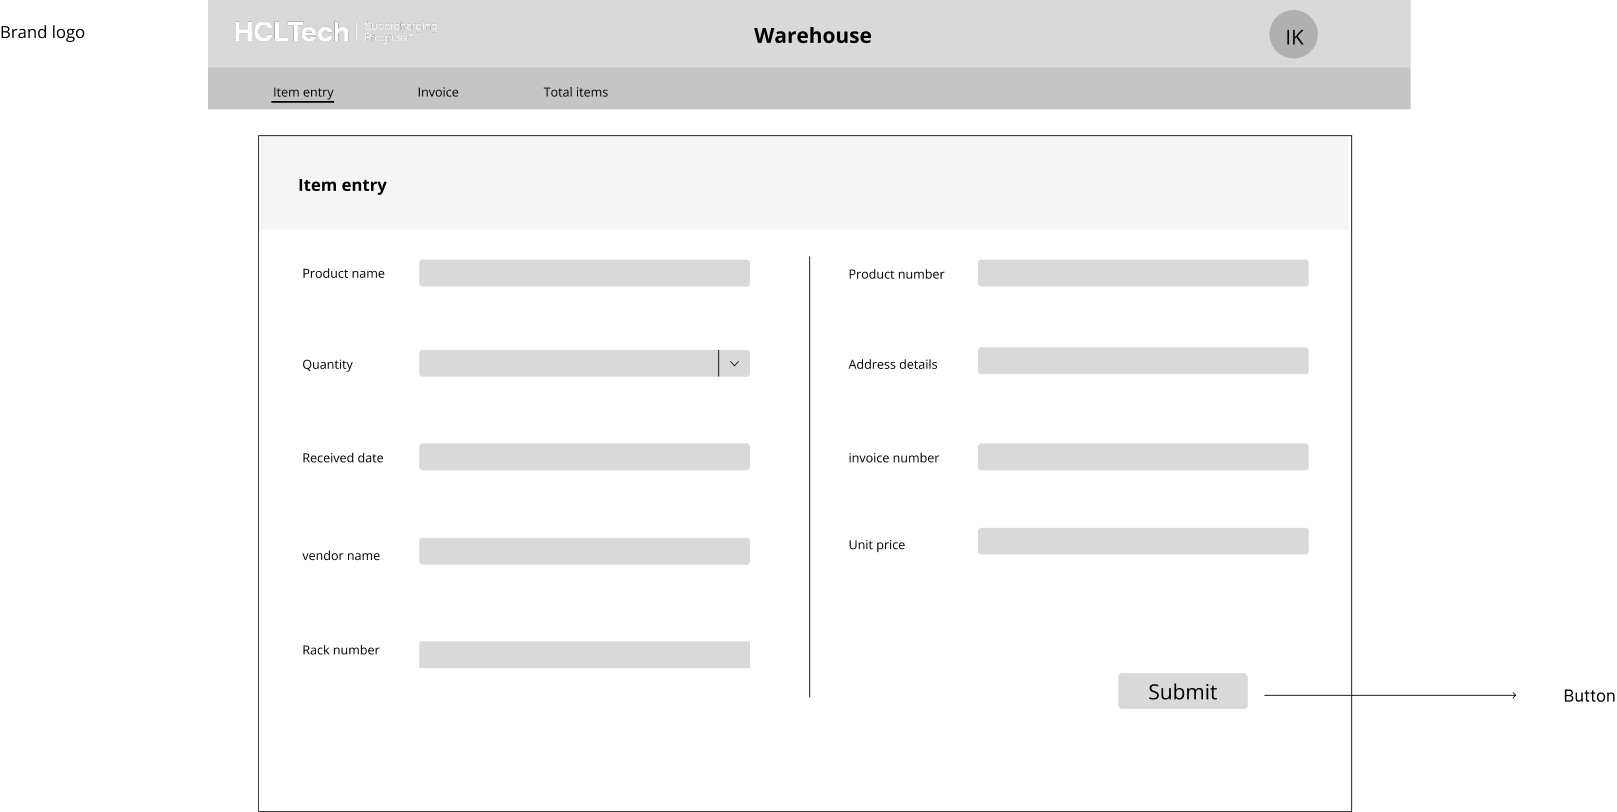 Brand logo
HCLTech | Supercharging
Progress™
Warehouse
IK
Item entry
Invoice
Total items
Item entry
Product name
Product number
Quantity
Address details
Received date
invoice number
vendor name
Unit price
Rack number
Submit
Button